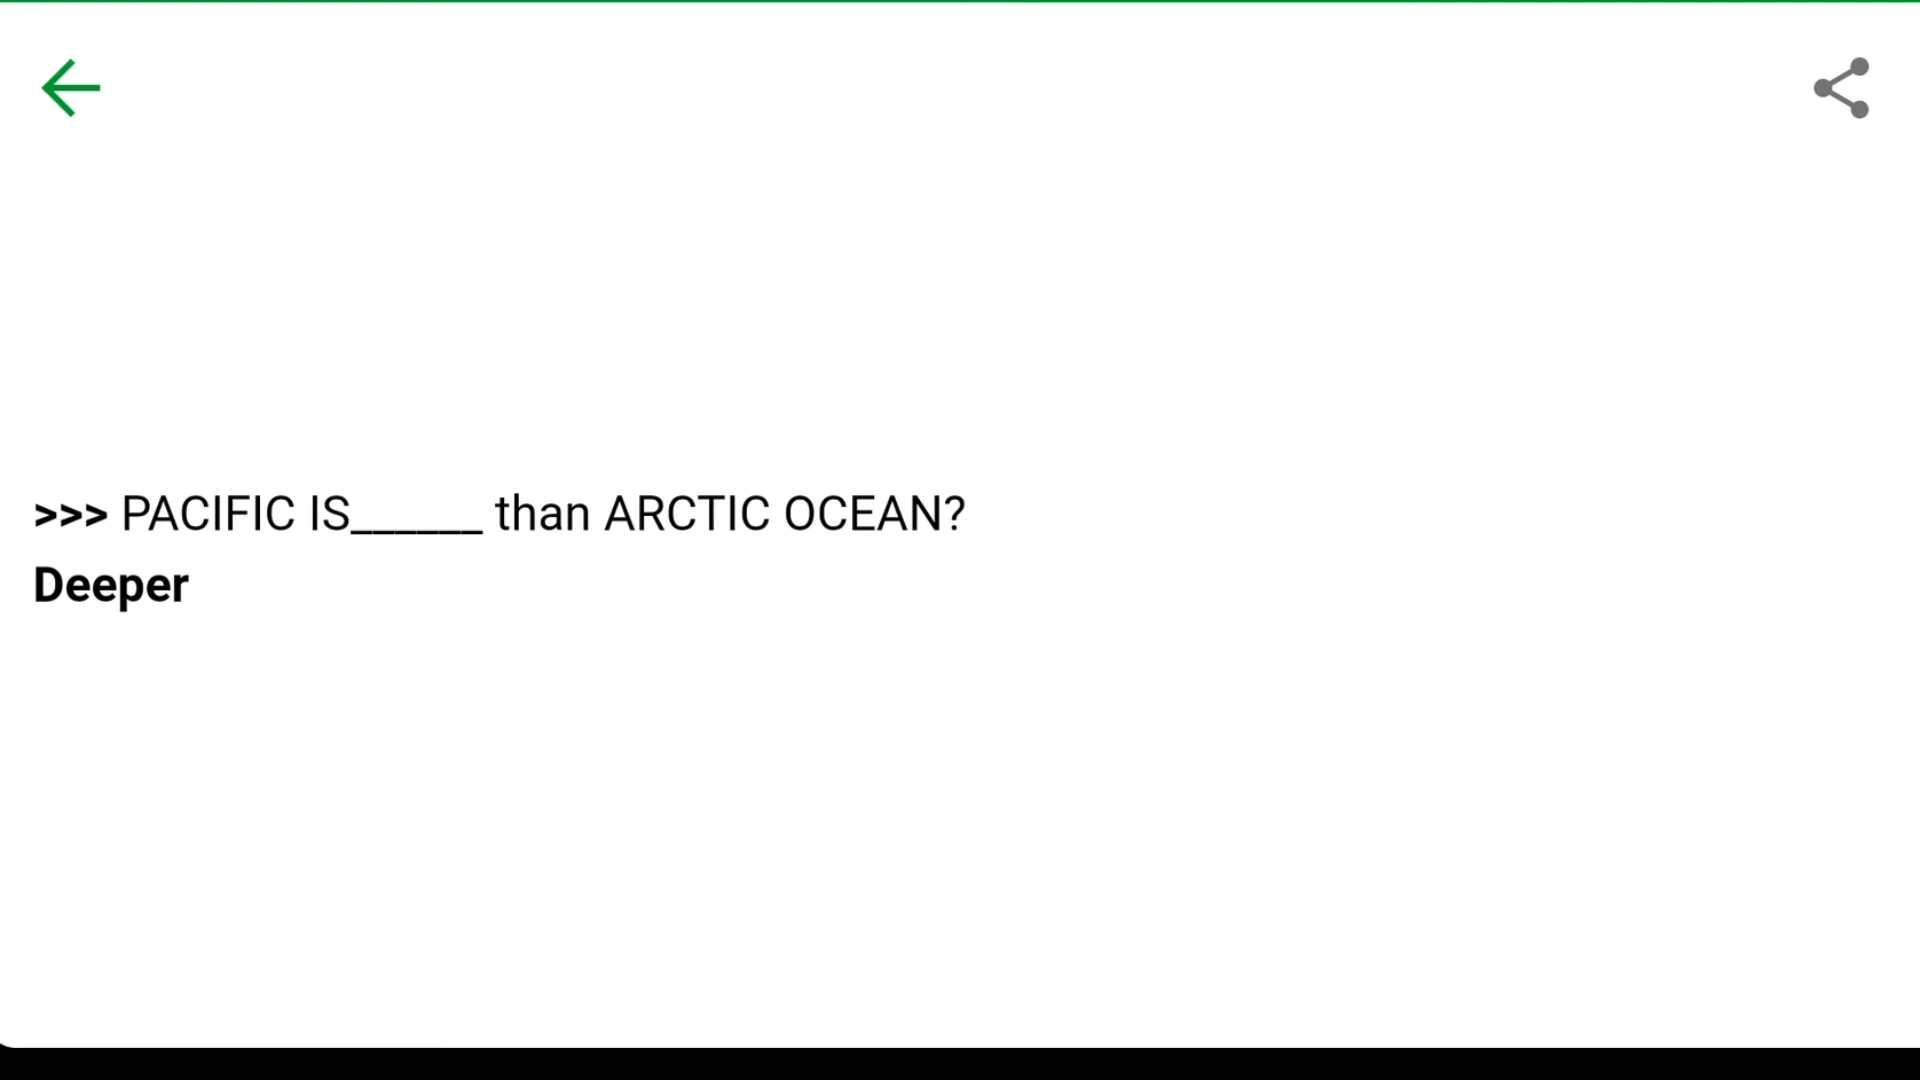 >>> PACIFIC IS______ than ARCTIC OCEAN?
Deeper